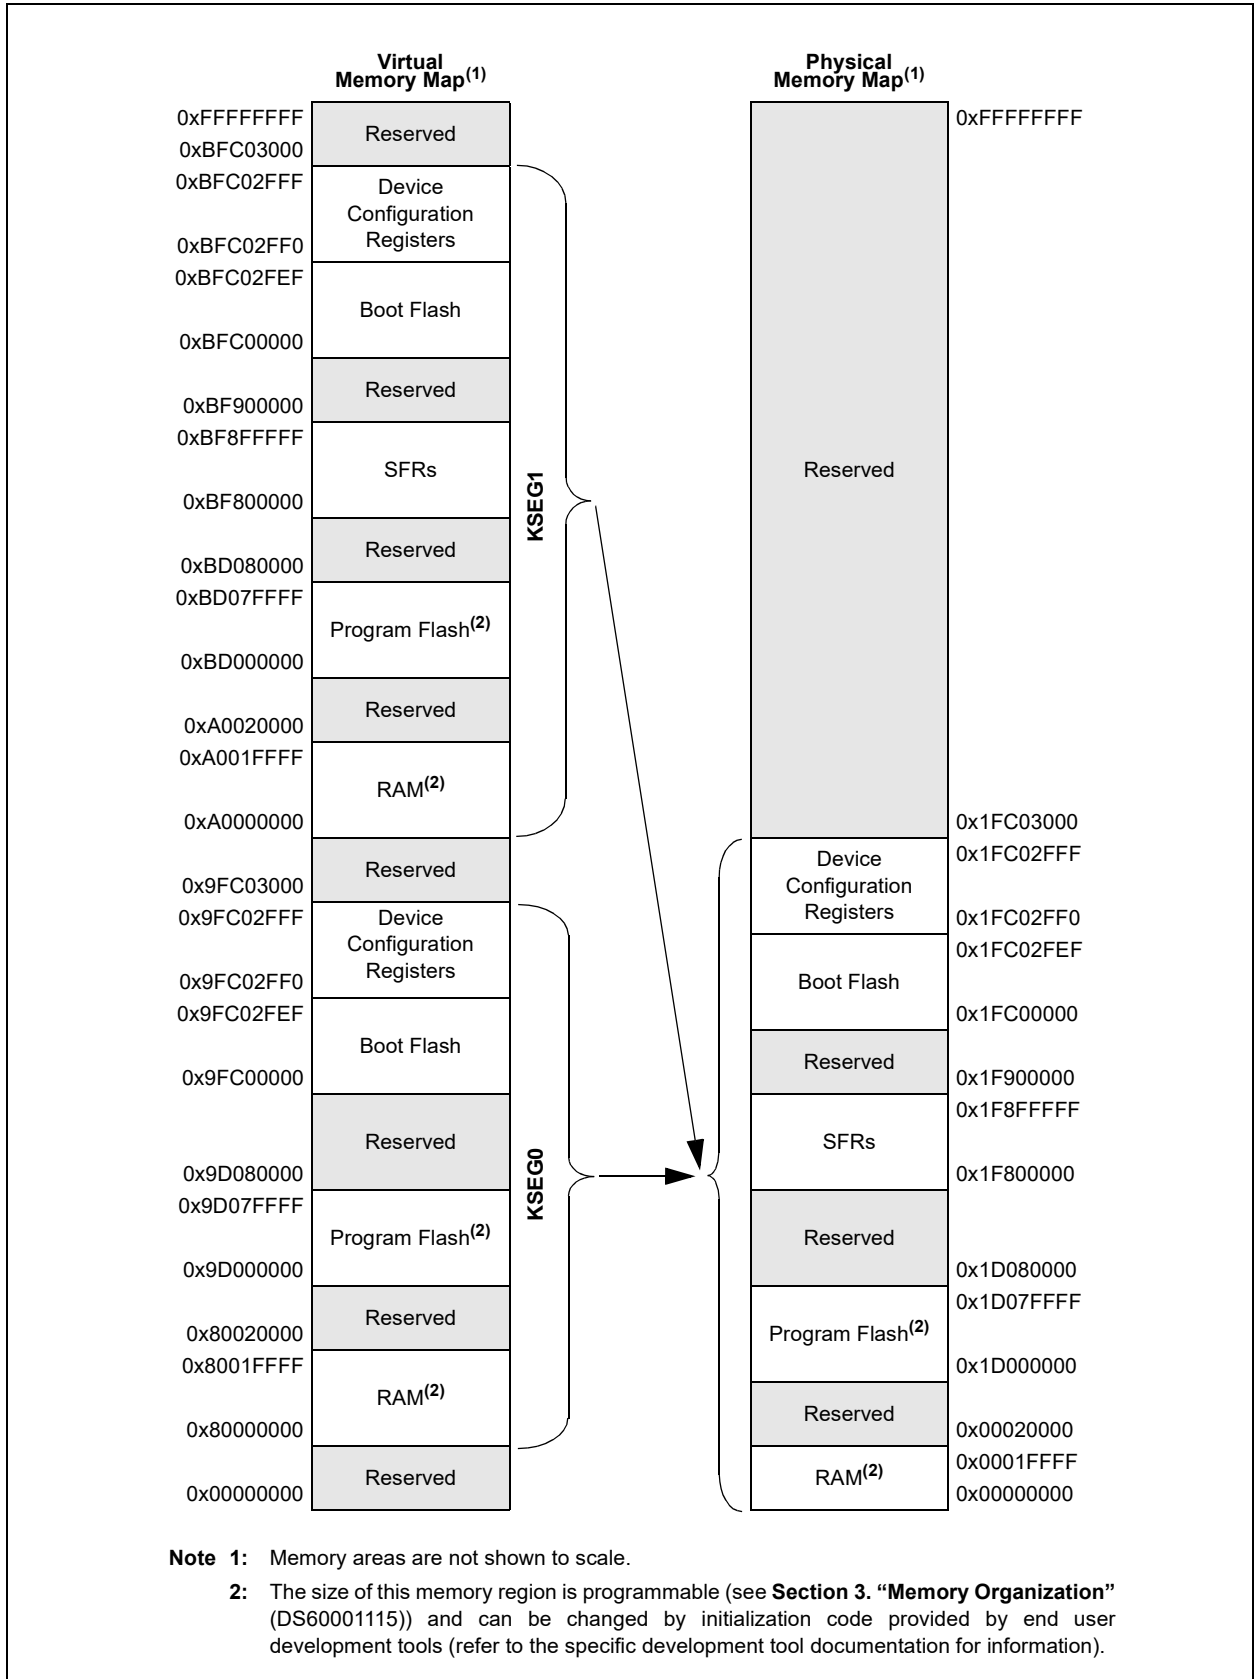 Virtual
Memory Map(1)
0xFFFFFFFF
Reserved
0xBFC03000
0xBFC02FFF
Device
Configuration
Registers
0xBFC02FF0
0xBFC02FEF
Boot Flash
0xBFC00000
Reserved
0xBF900000
0xBF8FFFFF
SFRs
0xBF800000
Reserved
0xBD080000
0xBD07FFFF
Program Flash(2)
0xBD000000
Reserved
0xA0020000
0xA001FFFF
RAM(2)
0xA0000000
Reserved
0x9FC03000
0x9FC02FFF
Device
Configuration
Registers
0x9FC02FF0
0x9FC02FEF
Boot Flash
0x9FC00000
Reserved
0x9D080000
0x9D07FFFF
Program Flash(2)
0x9D000000
Reserved
0x80020000
0x8001FFFF
RAM(2)
0x80000000
Reserved
0x00000000
KSEG1
KSEG0
Physical
Memory Map(1)
0xFFFFFFFF
Reserved
0x1FC03000
0x1FC02FFF
Device
Configuration
Registers
0x1FC02FF0
0x1FC02FEF
Boot Flash
0x1FC00000
Reserved
0x1F900000
0x1F8FFFFF
SFRs
0x1F800000
Reserved
0x1D080000
0x1D07FFFF
Program Flash(2)
0x1D000000
Reserved
0x00020000
0x0001FFFF
RAM(2)
0x00000000
Note 1: Memory areas are not shown to scale.
2: The size of this memory region is programmable (see Section 3. “Memory Organization”
(DS60001115)) and can be changed by initialization code provided by end user
development tools (refer to the specific development tool documentation for information).